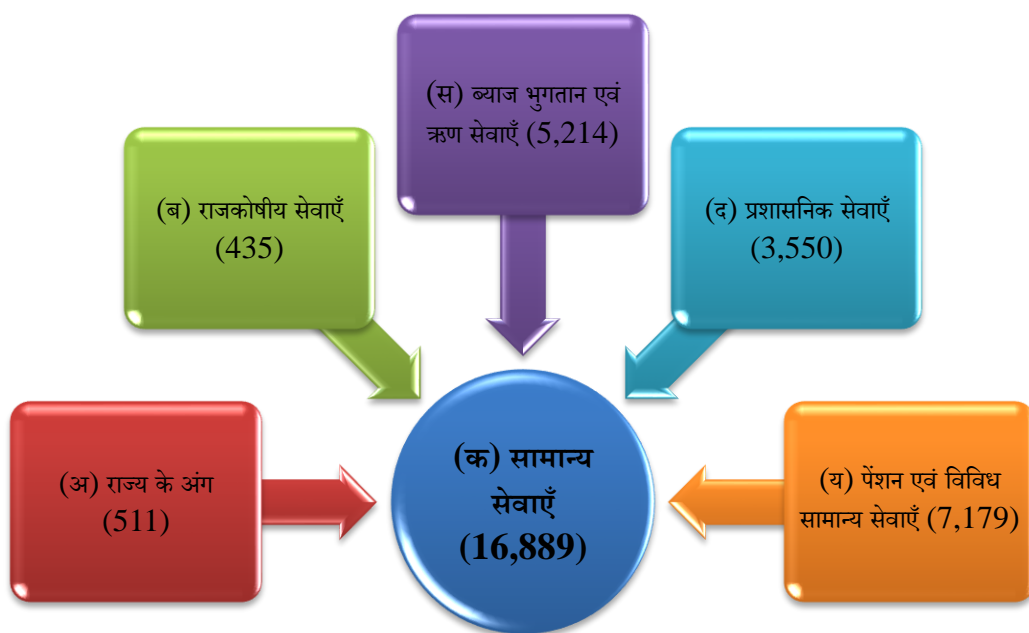 (स) ब्याज भुगतान एवं
ऋण सेवाएँ (5,214)
(ब) राजकोषीय सेवाएँ
(435)
(द) प्रशासनिक सेवाएँ
(3,550)
(अ) राज्य के अंग
(511)
(क) सामान्य
सेवाएँ
(16,889)
(य) पेंशन एवं विविध
सामान्य सेवाएँ (7,179)